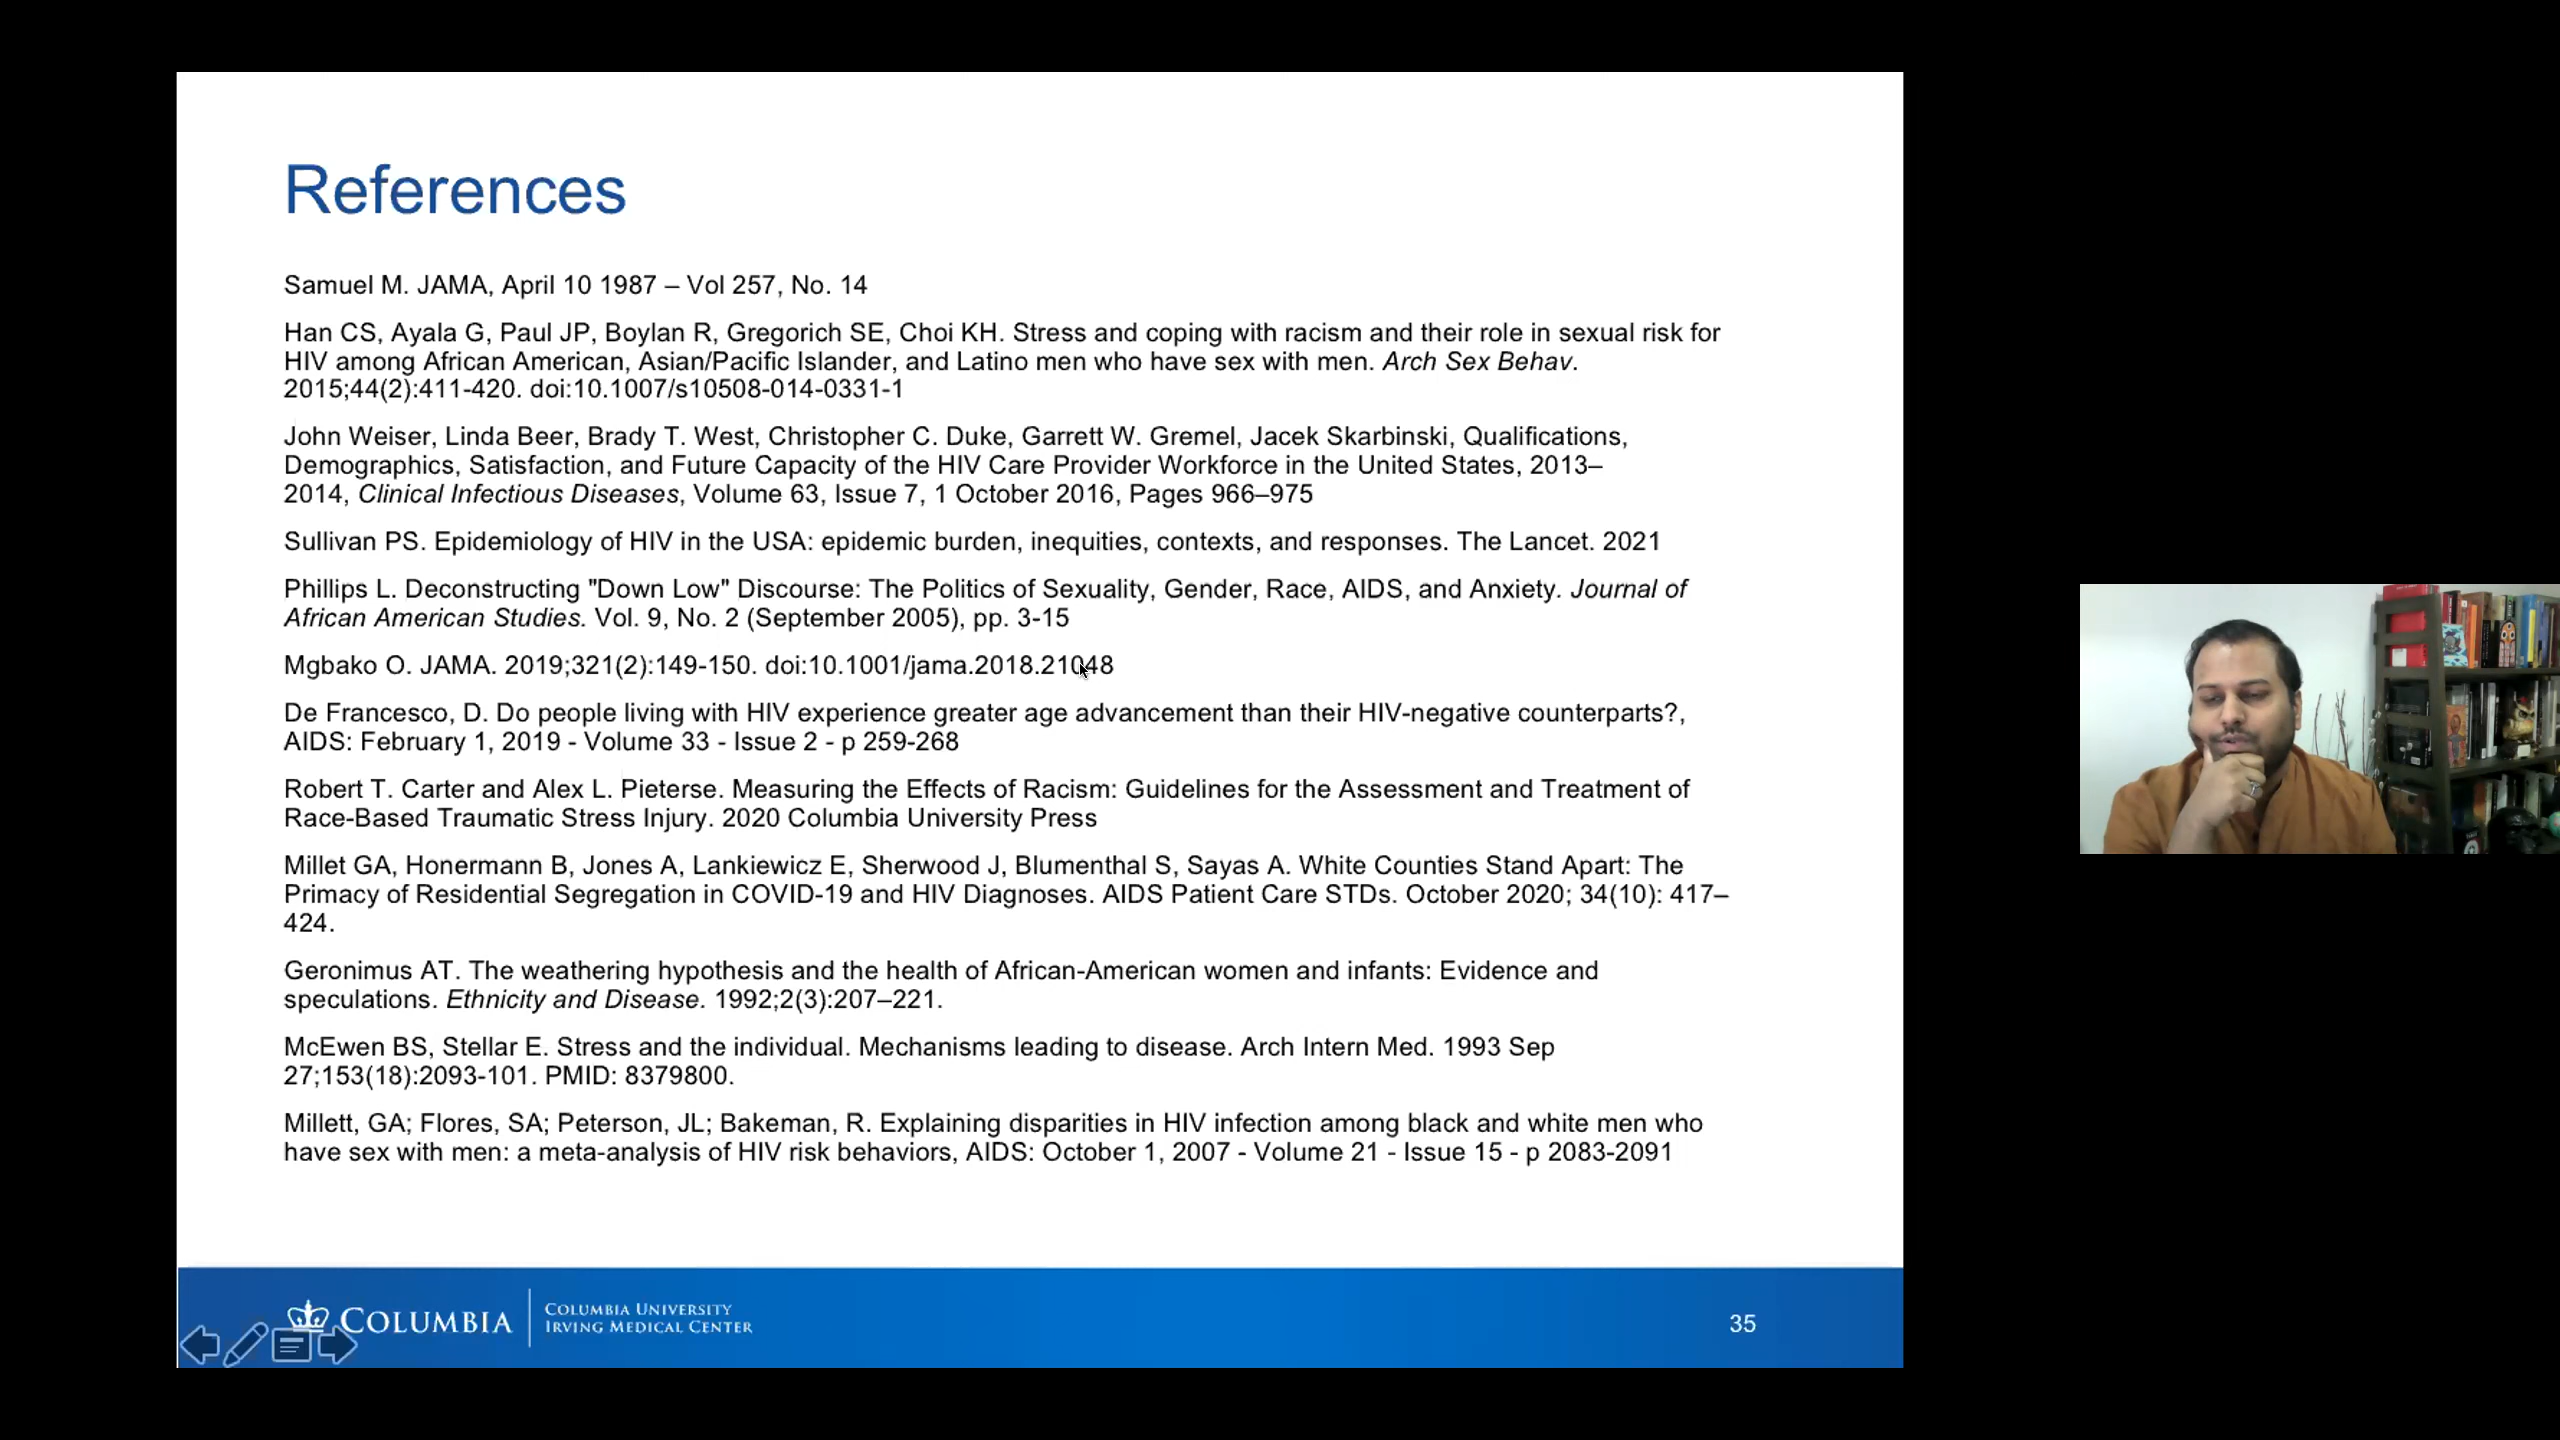 References
Samuel M. JAMA, April 10 1987 – Vol 257, No. 14
Han CS, Ayala G, Paul JP, Boylan R, Gregorich SE, Choi KH. Stress and coping with racism and their role in sexual risk for
HIV among African American, Asian/Pacific Islander, and Latino men who have sex with men. Arch Sex Behav.
2015;44(2):411-420. doi:10.1007/s10508-014-0331-1
John Weiser, Linda Beer, Brady T. West, Christopher C. Duke, Garrett W. Gremel, Jacek Skarbinski, Qualifications,
Demographics, Satisfaction, and Future Capacity of the HIV Care Provider Workforce in the United States, 2013–
2014, Clinical Infectious Diseases, Volume 63, Issue 7, 1 October 2016, Pages 966–975
Sullivan PS. Epidemiology of HIV in the USA: epidemic burden, inequities, contexts, and responses. The Lancet. 2021
Phillips L. Deconstructing "Down Low" Discourse: The Politics of Sexuality, Gender, Race, AIDS, and Anxiety. Journal of
African American Studies. Vol. 9, No. 2 (September 2005), pp. 3-15
Mgbako O. JAMA. 2019;321(2):149-150. doi:10.1001/jama.2018.21048
De Francesco, D. Do people living with HIV experience greater age advancement than their HIV-negative counterparts?,
AIDS: February 1, 2019 - Volume 33 - Issue 2 - p 259-268
Robert T. Carter and Alex L. Pieterse. Measuring the Effects of Racism: Guidelines for the Assessment and Treatment of
Race-Based Traumatic Stress Injury. 2020 Columbia University Press
Millet GA, Honermann B, Jones A, Lankiewicz E, Sherwood J, Blumenthal S, Sayas A. White Counties Stand Apart: The
Primacy of Residential Segregation in COVID-19 and HIV Diagnoses. AIDS Patient Care STDs. October 2020; 34(10): 417–
424.
Geronimus AT. The weathering hypothesis and the health of African-American women and infants: Evidence and
speculations. Ethnicity and Disease. 1992;2(3):207–221.
McEwen BS, Stellar E. Stress and the individual. Mechanisms leading to disease. Arch Intern Med. 1993 Sep
27;153(18):2093-101. PMID: 8379800.
Millett, GA; Flores, SA; Peterson, JL; Bakeman, R. Explaining disparities in HIV infection among black and white men who
have sex with men: a meta-analysis of HIV risk behaviors, AIDS: October 1, 2007 - Volume 21 - Issue 15 - p 2083-2091
COLUMBIA
COLUMBIA UNIVERSITY
IRVING MEDICAL CENTER
35